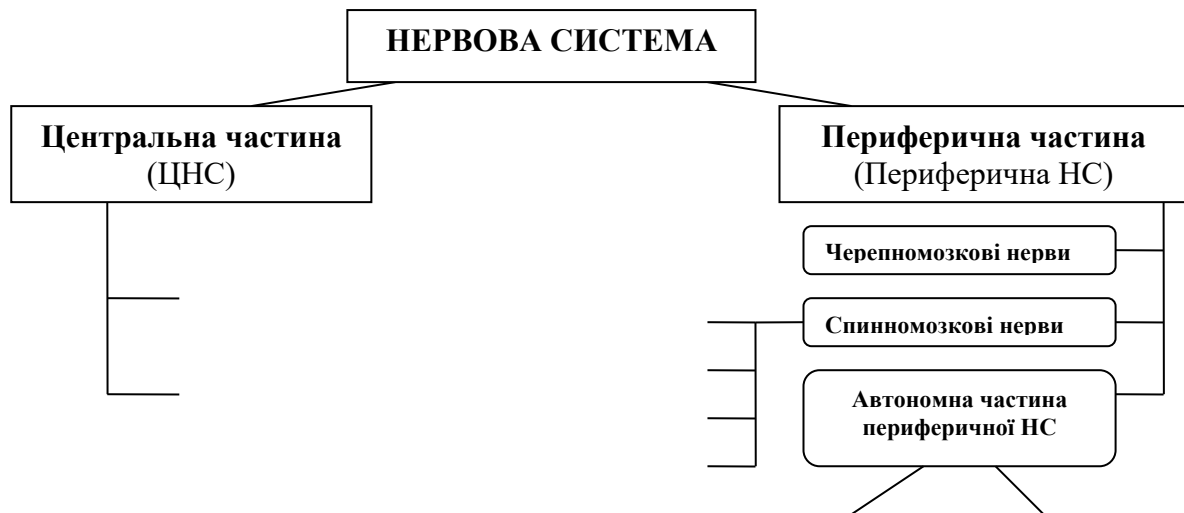 НЕРВОВА СИСТЕМА
Центральна частина
(ЦНС)
Периферична частина
(Периферична НС)
Черепномозкові нерви
Спинномозкові нерви
Автономна частина
периферичної НС